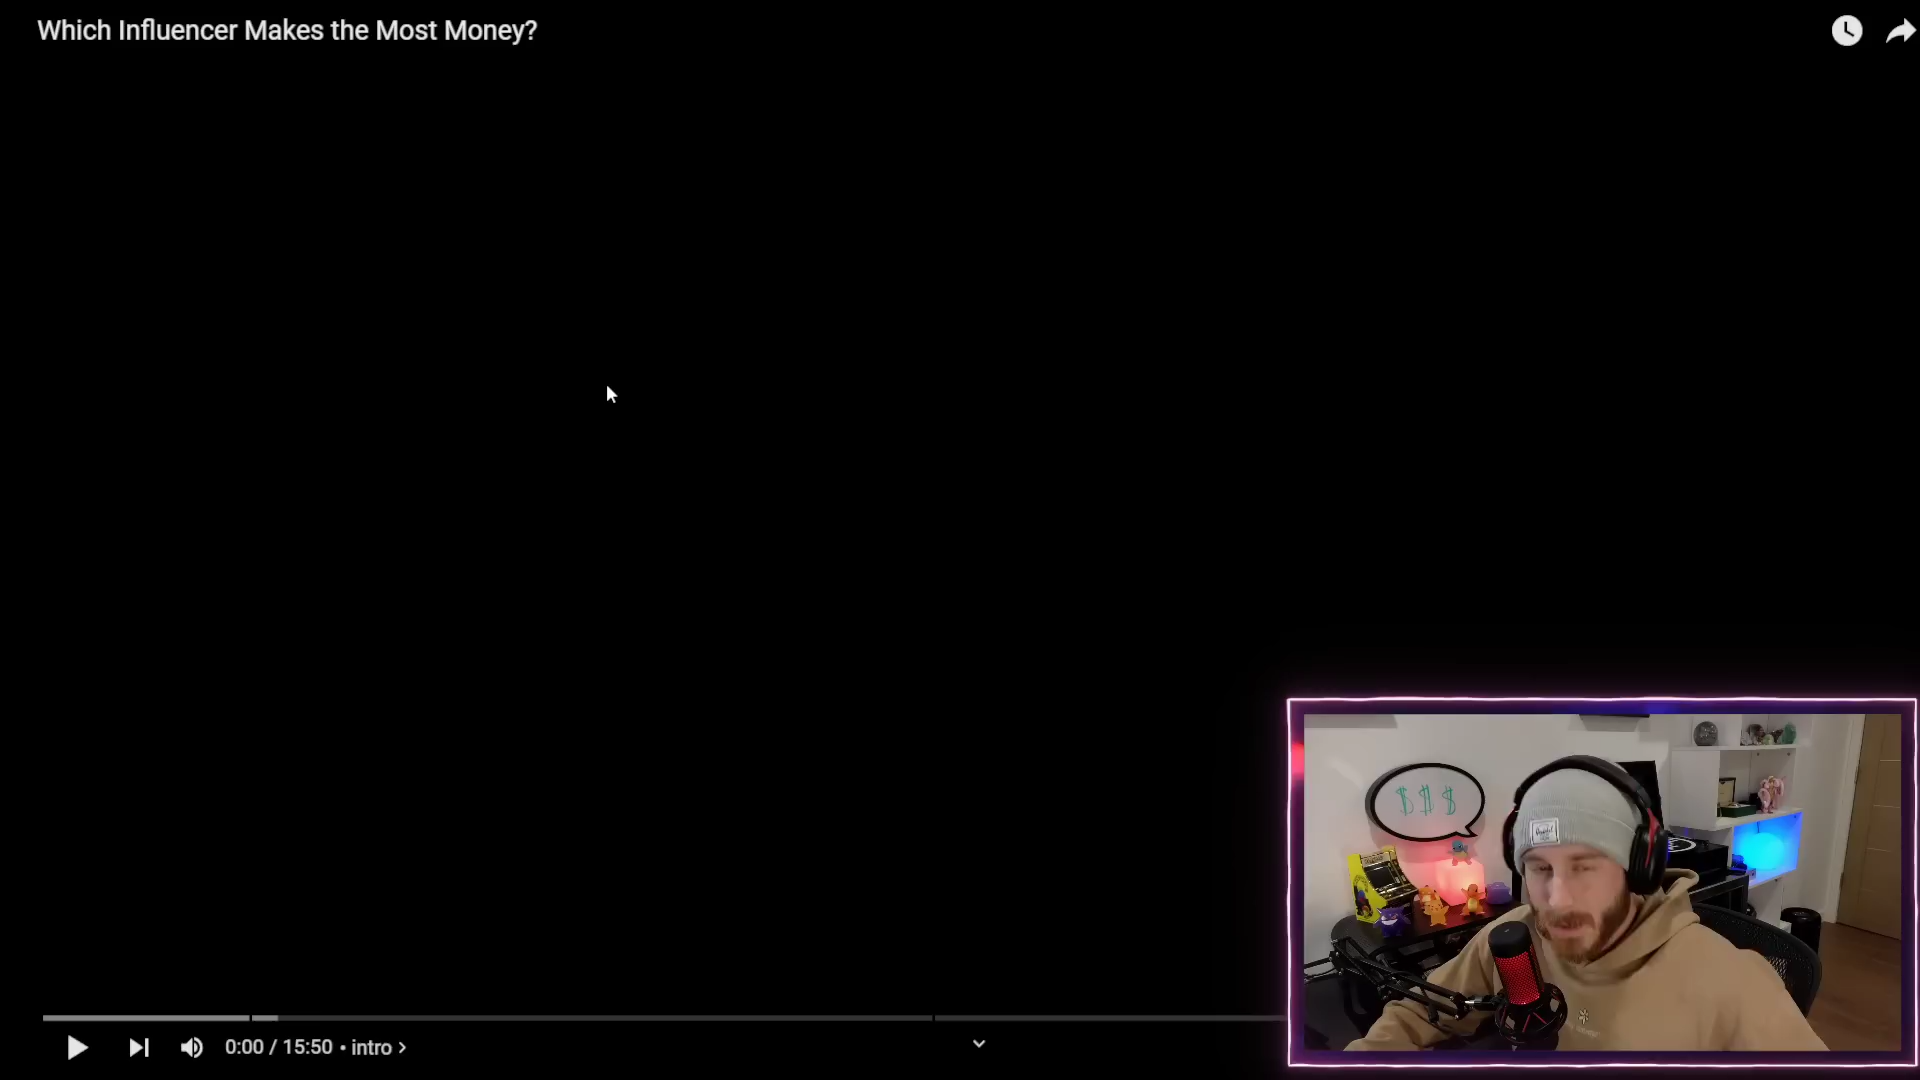 Which Influencer Makes the Most Money?
$ $ $
0:00 / 15:50 • intro >